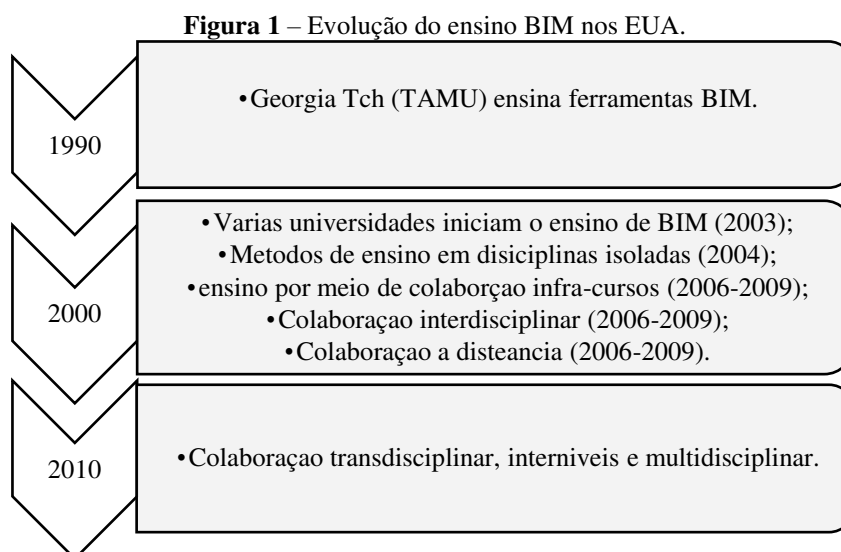 Figura 1 – Evolução do ensino BIM nos EUA.
1990
•Georgia Tch (TAMU) ensina ferramentas BIM.
2000
•Varias universidades iniciam o ensino de BIM (2003);
•Metodos de ensino em disiciplinas isoladas (2004);
•ensino por meio de colaborçao infra-cursos (2006-2009);
•Colaboraçao interdisciplinar (2006-2009);
•Colaboraçao a disteancia (2006-2009).
2010
•Colaboraçao transdisciplinar, interniveis e multidisciplinar.